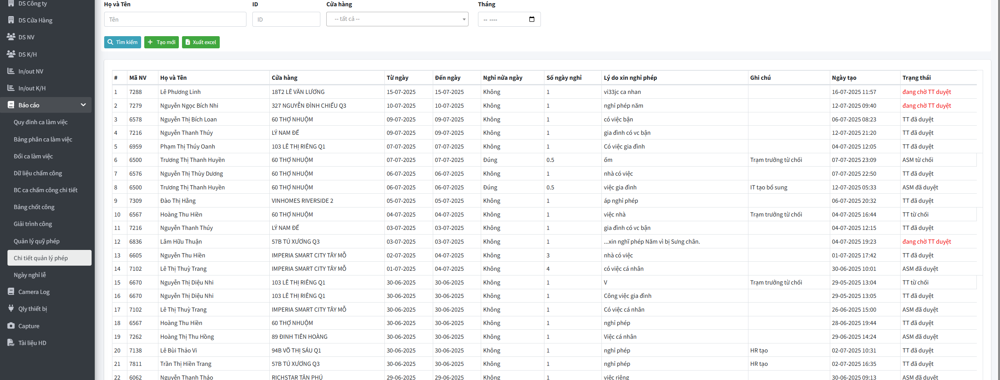 DS Công ty
DS Cửa Hàng
DS NV
DS K/H
In/out NV
In/out K/H
Báo cáo
Quy đinh ca làm việc
Bảng phân ca làm việc
Đổi ca làm việc
Dữ liệu chấm công
BC ca chấm công chi tiết
Bảng chốt công
Giải trình công
Quản lý quỹ phép
Chi tiết quản lý phép
Ngày nghỉ lễ
Camera Log
Qly thiết bị
Capture
Tài liệu HD
Họ và Tên ID Cửa hàng Tháng
Tên ID -- tất cả -- -- ----
Tìm kiếm Tạo mới Xuất excel
# Mã NV Họ và Tên Cửa hàng Từ ngày Đến ngày Nghỉ nửa ngày Số ngày nghỉ Lý do xin nghỉ phép Ghi chú Ngày tạo Trạng thái
1 7288 Lê Phương Linh 18T2 LÊ VĂN LƯƠNG 15-07-2025 15-07-2025 Không 1 vi33jc ca nhan 16-07-2025 11:57 đang chờ TT duyệt
2 7279 Nguyễn Ngọc Bích Nhi 327 NGUYỄN ĐÌNH CHIỂU Q3 10-07-2025 10-07-2025 Không 1 nghỉ phép năm 12-07-2025 09:40 đang chờ TT duyệt
3 6578 Nguyễn Thị Bích Loan 60 THỢ NHUỘM 09-07-2025 09-07-2025 Không 1 có việc bận 06-07-2025 08:23 TT đã duyệt
4 7216 Nguyễn Thanh Thúy LÝ NAM ĐẾ 09-07-2025 09-07-2025 Không 1 gia đình có vc bận 12-07-2025 21:20 TT đã duyệt
5 6959 Phạm Thị Thúy Oanh 103 LÊ THỊ RIÊNG Q1 07-07-2025 07-07-2025 Không 1 Có việc gia đình 04-07-2025 12:05 TT đã duyệt
6 6500 Trương Thị Thanh Huyền 60 THỢ NHUỘM 07-07-2025 07-07-2025 Đúng 0.5 ốm Trạm trưởng từ chối 07-07-2025 23:09 ASM từ chối
7 6576 Nguyễn Thị Thùy Dương 60 THỢ NHUỘM 06-07-2025 06-07-2025 Không 1 nhà có việc 07-07-2025 22:50 TT đã duyệt
8 6500 Trương Thị Thanh Huyền 60 THỢ NHUỘM 06-07-2025 06-07-2025 Đúng 0.5 việc gia đình IT tạo bổ sung 12-07-2025 05:33 ASM đã duyệt
9 7309 Đào Thị Hằng VINHOMES RIVERSIDE 2 05-07-2025 05-07-2025 Không 1 áp nghỉ phép 06-07-2025 20:32 TT đã duyệt
10 6567 Hoàng Thu Hiền 60 THỢ NHUỘM 04-07-2025 04-07-2025 Không 1 việc nhà Trạm trưởng từ chối 04-07-2025 16:44 TT từ chối
11 7216 Nguyễn Thanh Thúy LÝ NAM ĐẾ 03-07-2025 03-07-2025 Không 1 gia đình có vc bận 04-07-2025 12:15 TT đã duyệt
12 6836 Lâm Hữu Thuận 57B TÚ XƯƠNG Q3 03-07-2025 03-07-2025 Không 1 ...xin nghĩ phép Năm vì bị Sưng chân. 04-07-2025 19:23 đang chờ TT duyệt
13 6605 Nguyễn Thu Hiền IMPERIA SMART CITY TÂY MỖ 02-07-2025 04-07-2025 Không 3 nhà có việc 01-07-2025 17:42 TT đã duyệt
14 7102 Lê Thị Thuỳ Trang IMPERIA SMART CITY TÂY MỖ 01-07-2025 04-07-2025 Không 4 có việc cá nhân 30-06-2025 10:01 ASM đã duyệt
15 6670 Nguyễn Thị Diệu Nhi 103 LÊ THỊ RIÊNG Q1 30-06-2025 30-06-2025 Không 1 V Trạm trưởng từ chối 29-05-2025 13:04 TT từ chối
16 6670 Nguyễn Thị Diệu Nhi 103 LÊ THỊ RIÊNG Q1 30-06-2025 30-06-2025 Không 1 Công việc gia đình 29-05-2025 13:05 TT đã duyệt
17 7102 Lê Thị Thuỳ Trang IMPERIA SMART CITY TÂY MỖ 30-06-2025 30-06-2025 Không 1 Có việc cá nhân 26-06-2025 15:00 ASM đã duyệt
18 6567 Hoàng Thu Hiền 60 THỢ NHUỘM 30-06-2025 30-06-2025 Không 1 nghỉ phép 28-06-2025 19:44 TT đã duyệt
19 7262 Hoàng Thị Thu Hồng 89 ĐINH TIÊN HOÀNG 30-06-2025 30-06-2025 Không 1 Việc cá nhân 29-06-2025 14:24 ASM đã duyệt
20 7138 Lê Bùi Thảo Vi 94B VÕ THỊ SÁU Q1 30-06-2025 30-06-2025 Không 1 nghỉ phép HR tạo 02-07-2025 10:31 TT đã duyệt
21 7811 Trần Thị Hiền Trang 57B TÚ XƯƠNG Q3 30-06-2025 30-06-2025 Không 1 nghỉ phép HR tạo 02-07-2025 16:35 TT đã duyệt
22 6062 Nguyễn Thanh Thảo RICHSTAR TÂN PHÚ 29-06-2025 29-06-2025 Không 1 việc riêng 30-06-2025 09:13 ASM đã duyệt